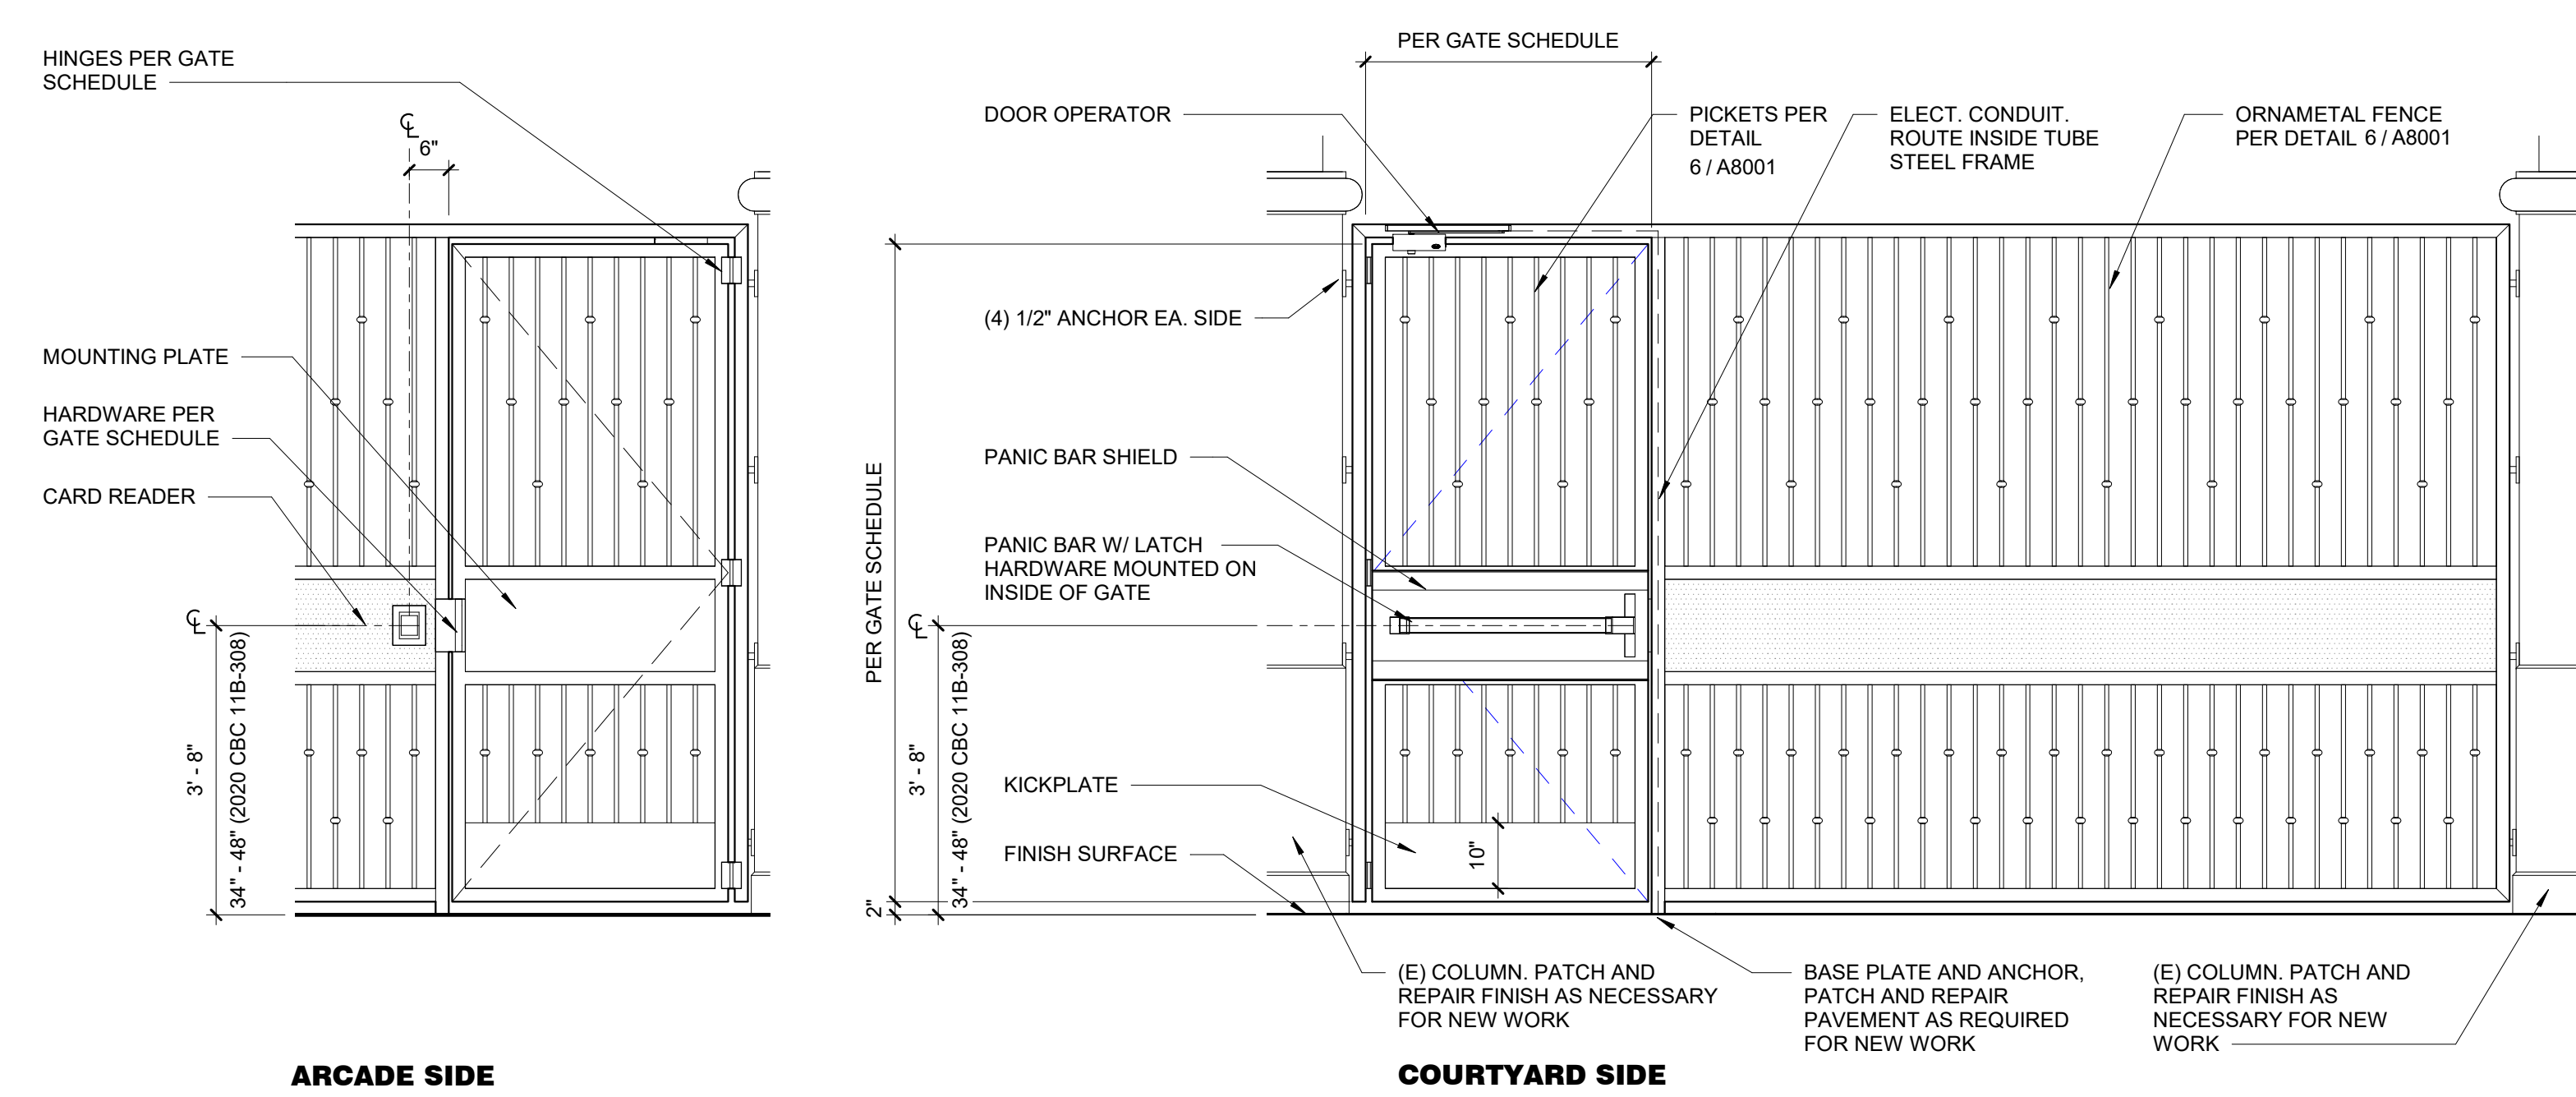 HINGES PER GATE
SCHEDULE
℄
6"
MOUNTING PLATE
HARDWARE PER
GATE SCHEDULE
CARD READER
℄
3' - 8"
34" - 48" (2020 CBC 11B-308)
ARCADE SIDE
PER GATE SCHEDULE
DOOR OPERATOR
PICKETS PER
DETAIL
6 / A8001
ELECT. CONDUIT.
ROUTE INSIDE TUBE
STEEL FRAME
ORNAMETAL FENCE
PER DETAIL 6 / A8001
(4) 1/2" ANCHOR EA. SIDE
PANIC BAR SHIELD
PANIC BAR W/ LATCH
HARDWARE MOUNTED ON
INSIDE OF GATE
PER GATE SCHEDULE
℄
3' - 8"
34" - 48" (2020 CBC 11B-308)
2"
KICKPLATE
10"
FINISH SURFACE
(E) COLUMN. PATCH AND
REPAIR FINISH AS NECESSARY
FOR NEW WORK
BASE PLATE AND ANCHOR,
PATCH AND REPAIR
PAVEMENT AS REQUIRED
FOR NEW WORK
(E) COLUMN. PATCH AND
REPAIR FINISH AS
NECESSARY FOR NEW
WORK
COURTYARD SIDE